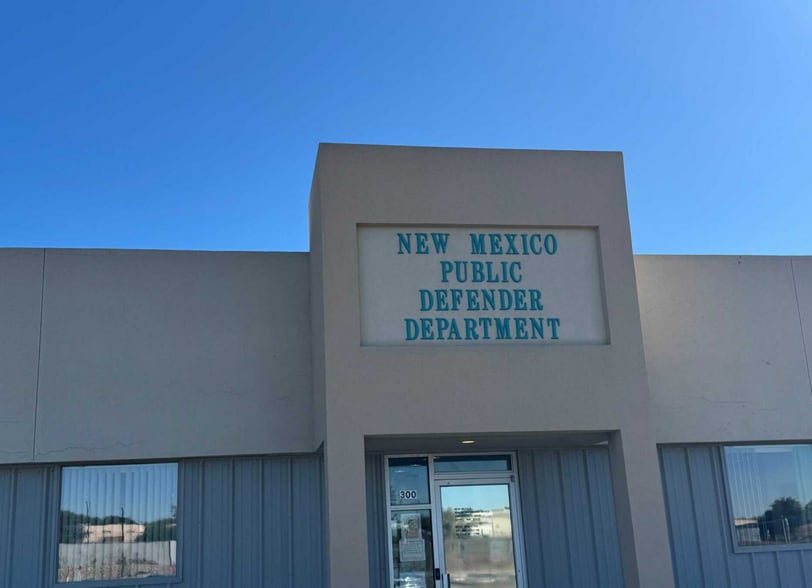 NEW MEXICO
PUBLIC
DEFENDER
DEPARTMENT
300